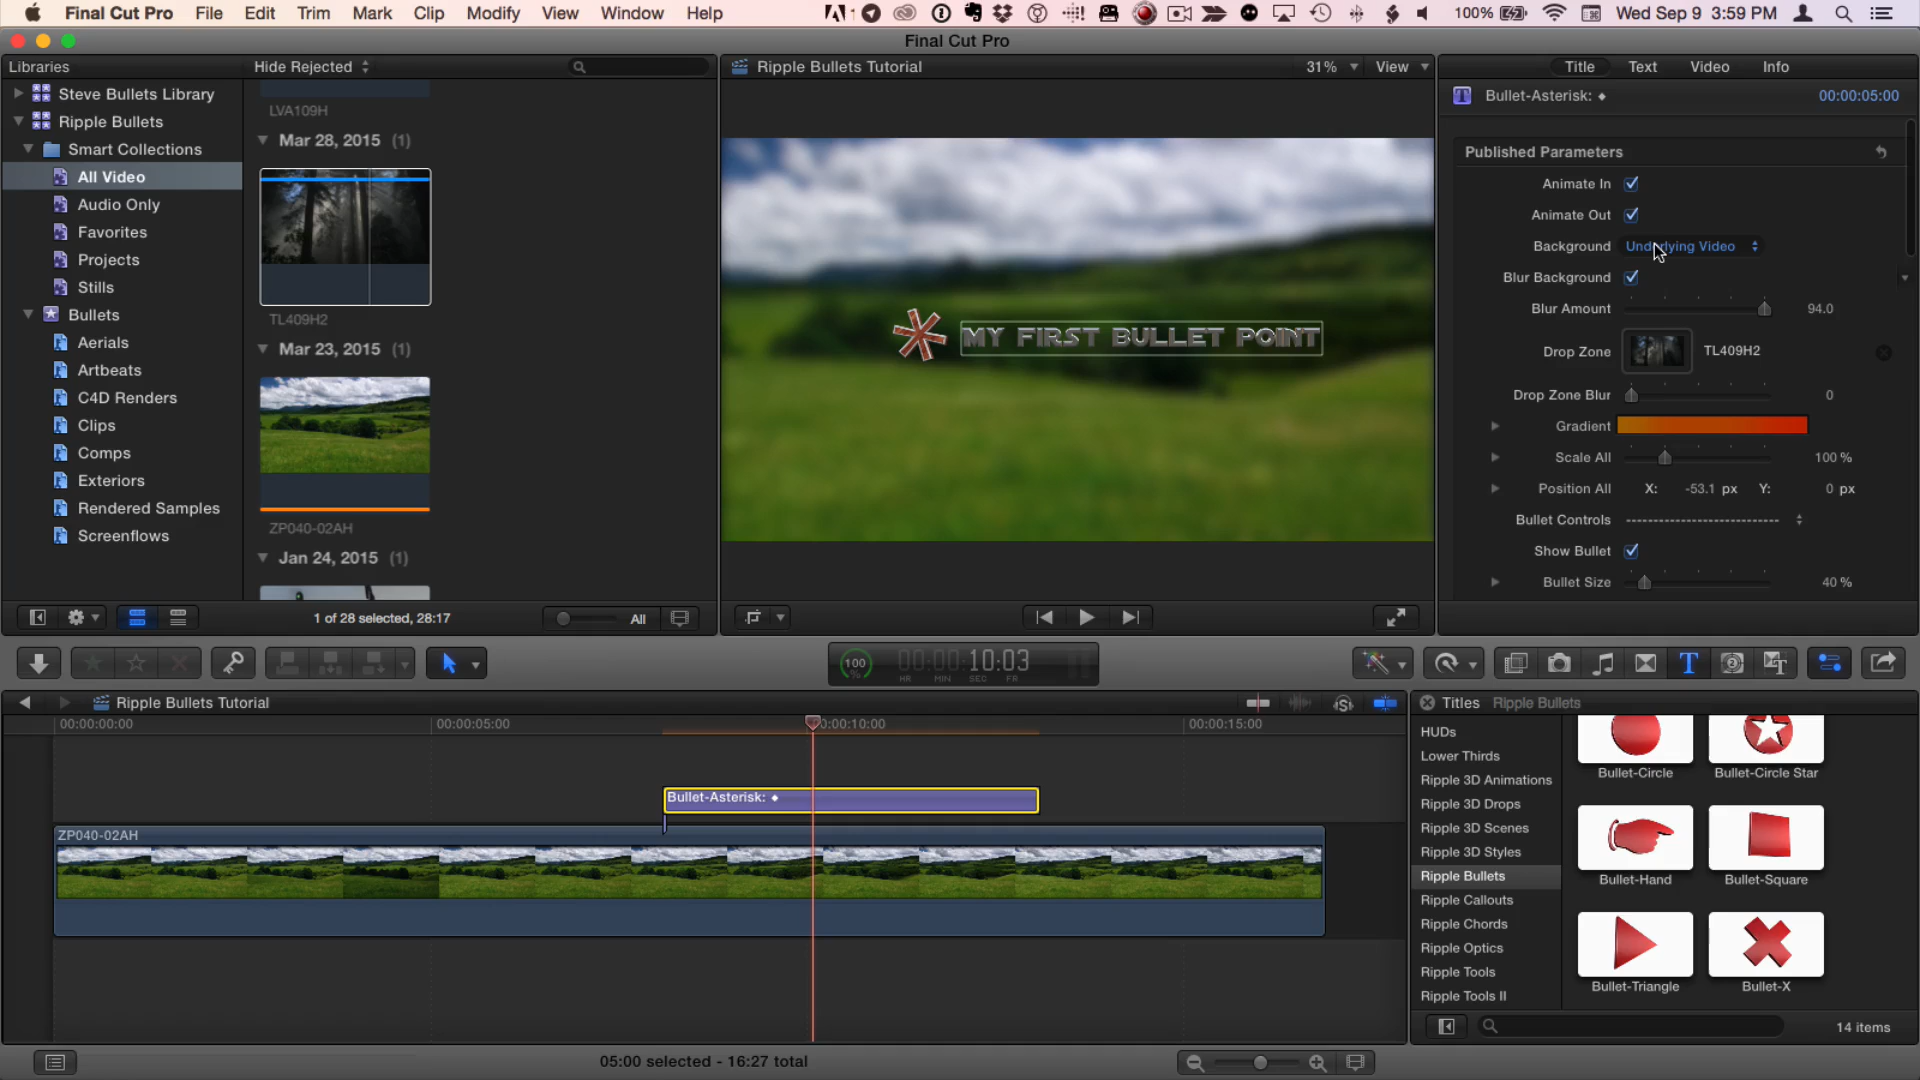 Final Cut Pro File Edit Trim Mark Clip Modify View Window Help 1 100% Wed Sep 9 3:59 PM
Final Cut Pro
Libraries Hide Rejected Ripple Bullets Tutorial 31% View Title Text Video Info
Steve Bullets Library
Ripple Bullets
Smart Collections
All Video
Audio Only
Favorites
Projects
Stills
Bullets
Aerials
Artbeats
C4D Renders
Clips
Comps
Exteriors
Rendered Samples
Screenflows
LVA109H
Mar 28, 2015 (1)
TL409H2
Mar 23, 2015 (1)
ZP040-02AH
Jan 24, 2015 (1)
1 of 28 selected, 28:17 All
MY FIRST BULLET POINT
Bullet-Asterisk: ⬥ 00:00:05:00
Published Parameters
Animate In
Animate Out
Background Underlying Video
Blur Background
Blur Amount 94.0
Drop Zone TL409H2
Drop Zone Blur 0
Gradient
Scale All 100 %
Position All X: -53.1 px Y: 0 px
Bullet Controls -----------------------
Show Bullet
Bullet Size 40 %
100 % 00:00:10:03
HR MIN SEC FR
Ripple Bullets Tutorial
00:00:00:00 00:00:05:00 00:00:10:00 00:00:15:00
Bullet-Asterisk: ⬥
ZP040-02AH
Titles Ripple Bullets
HUDs
Lower Thirds
Ripple 3D Animations
Ripple 3D Drops
Ripple 3D Scenes
Ripple 3D Styles
Ripple Bullets
Ripple Callouts
Ripple Chords
Ripple Optics
Ripple Tools
Ripple Tools II
Bullet-Circle Bullet-Circle Star
Bullet-Hand Bullet-Square
Bullet-Triangle Bullet-X
14 items
05:00 selected - 16:27 total